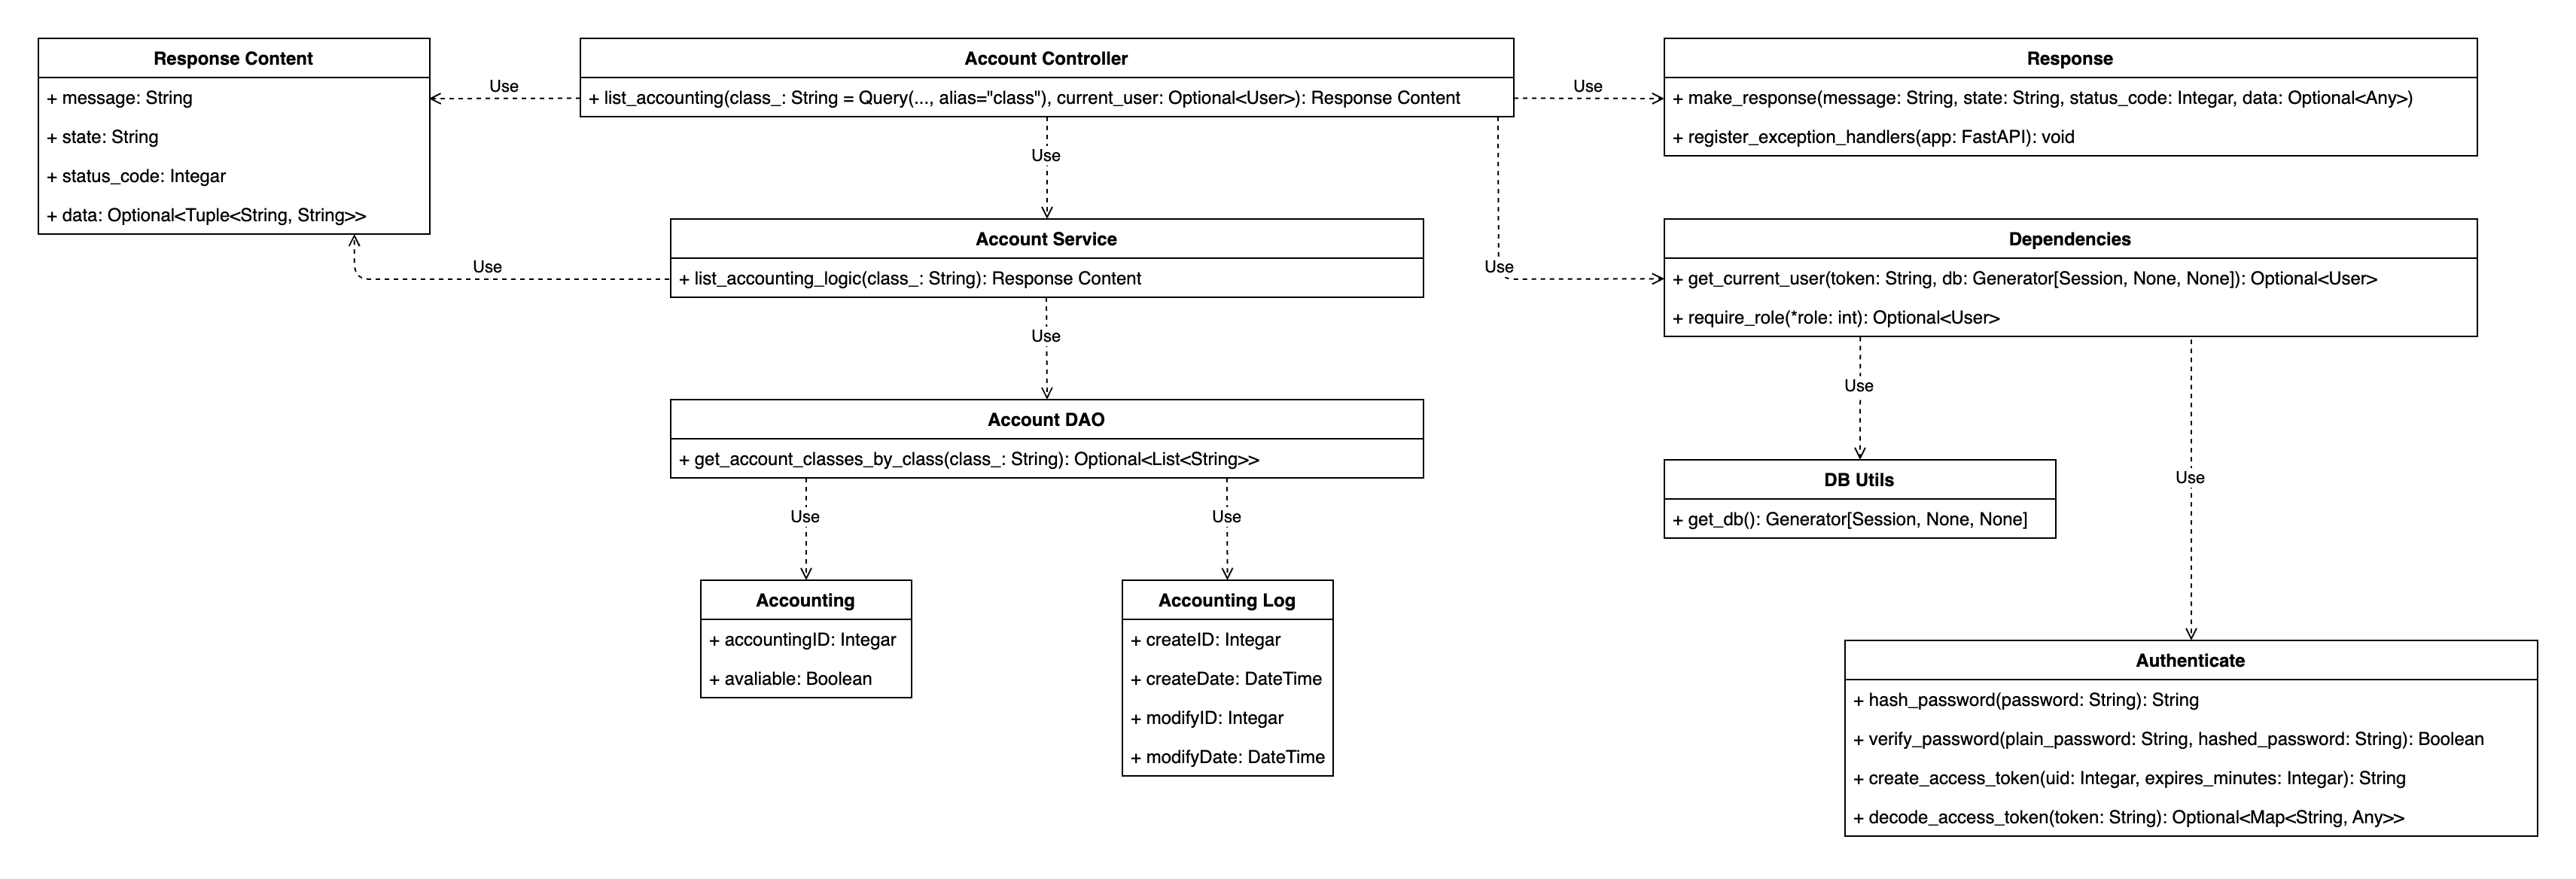 Response Content
+ message: String
+ state: String
+ status_code: Integar
+ data: Optional<Tuple<String, String>>
Use
Account Controller
+ list_accounting(class_: String = Query(..., alias="class"), current_user: Optional<User>): Response Content
Use
Response
+ make_response(message: String, state: String, status_code: Integar, data: Optional<Any>)
+ register_exception_handlers(app: FastAPI): void
Use
Use
Use
Account Service
+ list_accounting_logic(class_: String): Response Content
Dependencies
+ get_current_user(token: String, db: Generator[Session, None, None]): Optional<User>
+ require_role(*role: int): Optional<User>
Use
Use
Use
Account DAO
+ get_account_classes_by_class(class_: String): Optional<List<String>>
DB Utils
+ get_db(): Generator[Session, None, None]
Use
Use
Accounting
+ accountingID: Integar
+ avaliable: Boolean
Accounting Log
+ createID: Integar
+ createDate: DateTime
+ modifyID: Integar
+ modifyDate: DateTime
Use
Authenticate
+ hash_password(password: String): String
+ verify_password(plain_password: String, hashed_password: String): Boolean
+ create_access_token(uid: Integar, expires_minutes: Integar): String
+ decode_access_token(token: String): Optional<Map<String, Any>>